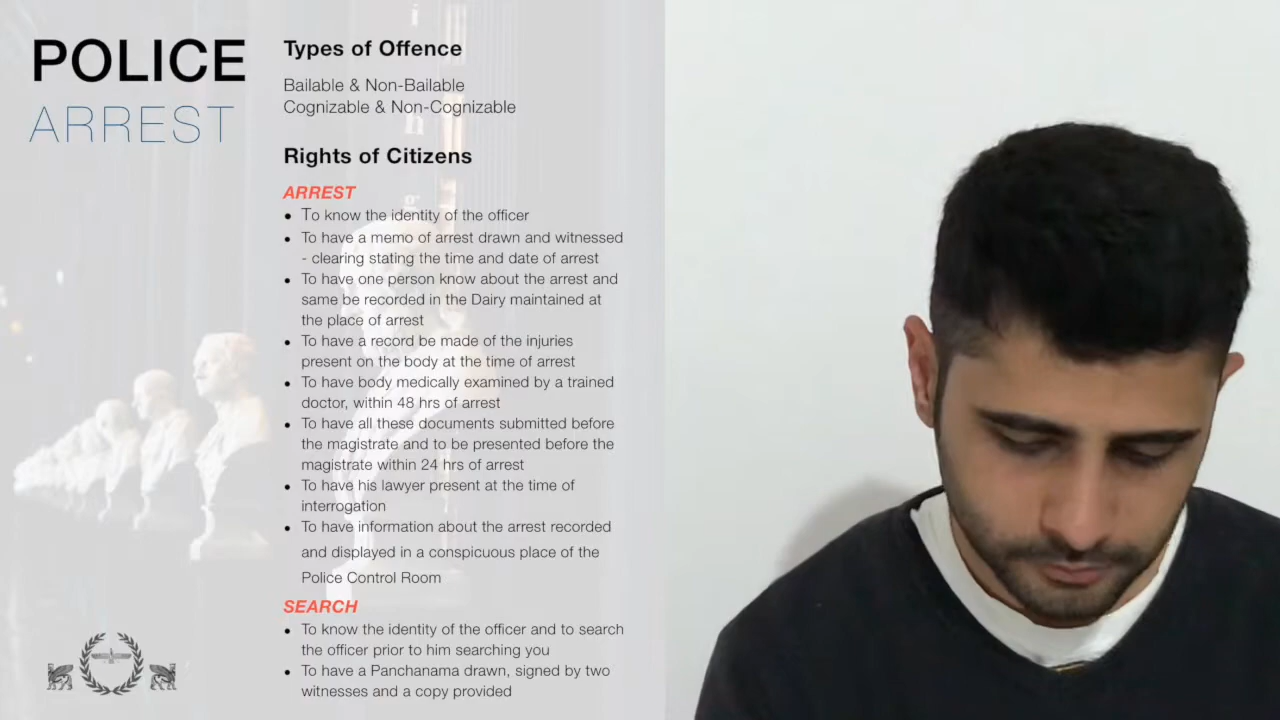 POLICE
ARREST
Types of Offence
Bailable & Non-Bailable
Cognizable & Non-Cognizable
Rights of Citizens
ARREST
• To know the identity of the officer
• To have a memo of arrest drawn and witnessed
- clearing stating the time and date of arrest
• To have one person know about the arrest and
same be recorded in the Dairy maintained at
the place of arrest
• To have a record be made of the injuries
present on the body at the time of arrest
• To have body medically examined by a trained
doctor, within 48 hrs of arrest
• To have all these documents submitted before
the magistrate and to be presented before the
magistrate within 24 hrs of arrest
• To have his lawyer present at the time of
interrogation
• To have information about the arrest recorded
and displayed in a conspicuous place of the
Police Control Room
SEARCH
• To know the identity of the officer and to search
the officer prior to him searching you
• To have a Panchanama drawn, signed by two
witnesses and a copy provided